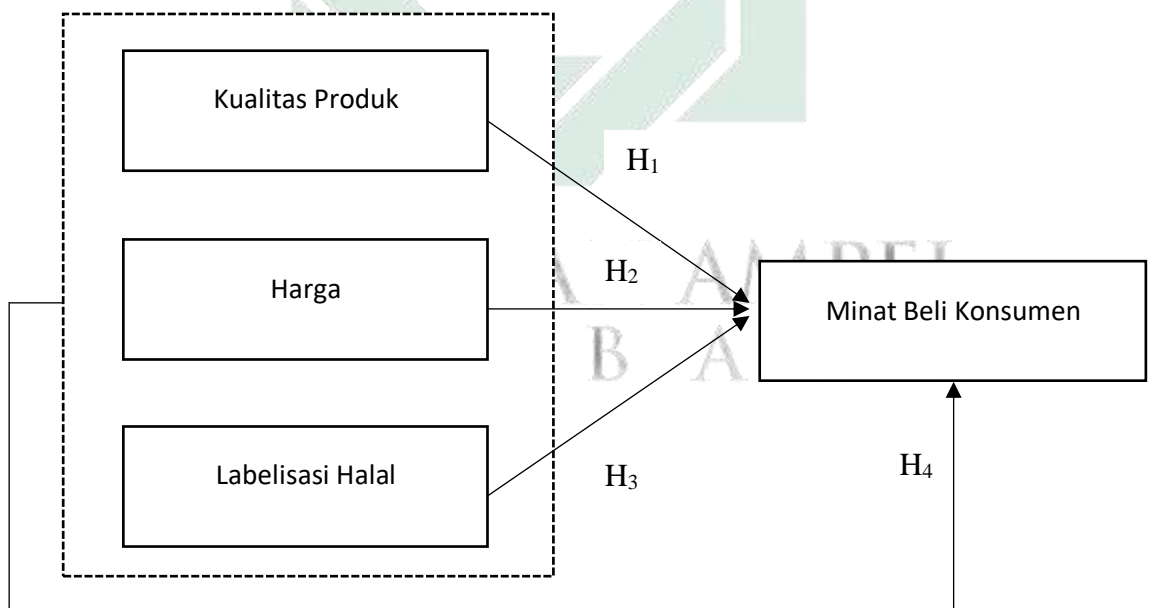 Kualitas Produk
H₁
Harga
H₂
Minat Beli Konsumen
Labelisasi Halal
H₃
H₄